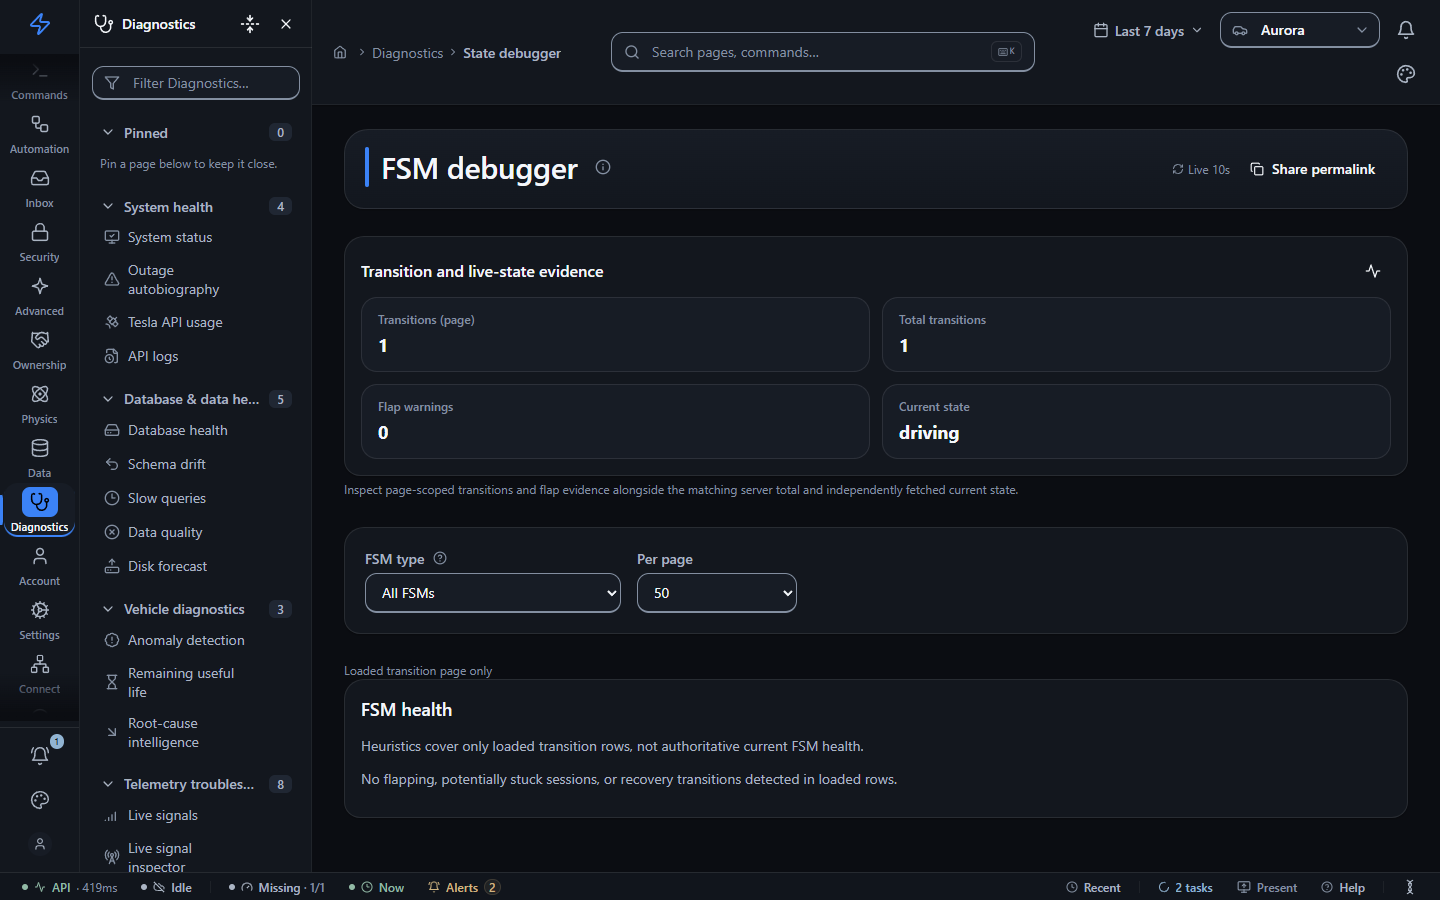 Commands
Automation
Inbox
Security
Advanced
Ownership
Physics
Data
Diagnostics
Account
Settings
Connect
1
Diagnostics
Filter Diagnostics...
Pinned 0
Pin a page below to keep it close.
System health 4
System status
Outage
autobiography
Tesla API usage
API logs
Database & data he... 5
Database health
Schema drift
Slow queries
Data quality
Disk forecast
Vehicle diagnostics 3
Anomaly detection
Remaining useful
life
Root-cause
intelligence
Telemetry troubles... 8
Live signals
Live signal
inspector
Diagnostics State debugger
Search pages, commands... K
Last 7 days
Aurora
FSM debugger
Live 10s
Share permalink
Transition and live-state evidence
Transitions (page)
1
Total transitions
1
Flap warnings
0
Current state
driving
Inspect page-scoped transitions and flap evidence alongside the matching server total and independently fetched current state.
FSM type
All FSMs
Per page
50
Loaded transition page only
FSM health
Heuristics cover only loaded transition rows, not authoritative current FSM health.
No flapping, potentially stuck sessions, or recovery transitions detected in loaded rows.
API · 419ms
Idle
Missing · 1/1
Now
Alerts 2
Recent
2 tasks
Present
Help